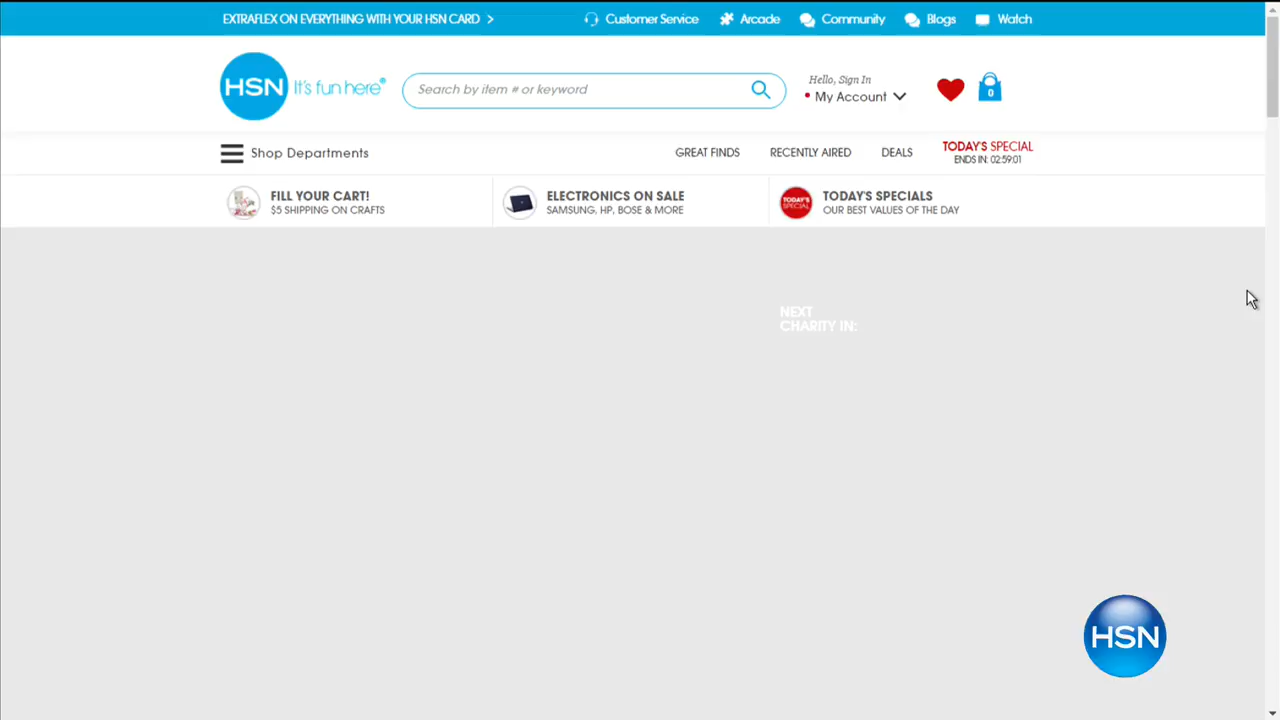 EXTRAFLEX ON EVERYTHING WITH YOUR HSN CARD >
Customer Service
Arcade
Community
Blogs
Watch
HSN It's fun here®
Search by item # or keyword
Hello, Sign In
My Account
0
Shop Departments
GREAT FINDS
RECENTLY AIRED
DEALS
TODAY'S SPECIAL
ENDS IN: 02:59:01
FILL YOUR CART!
$5 SHIPPING ON CRAFTS
ELECTRONICS ON SALE
SAMSUNG, HP, BOSE & MORE
TODAY'S
SPECIAL
TODAY'S SPECIALS
OUR BEST VALUES OF THE DAY
NEXT
CHARITY IN:
HSN